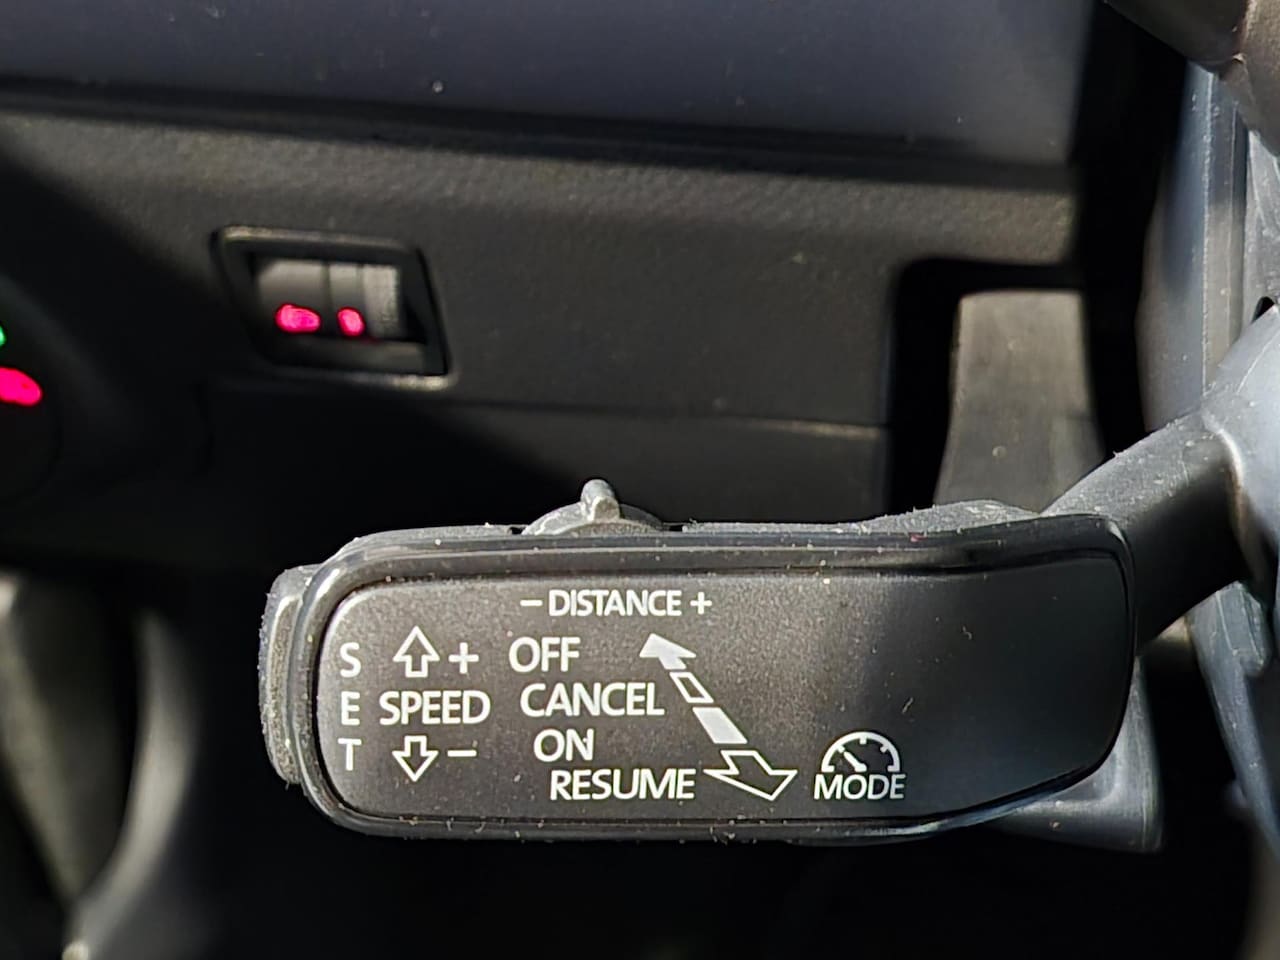 − DISTANCE +
S + OFF
E SPEED CANCEL
T − ON
RESUME MODE